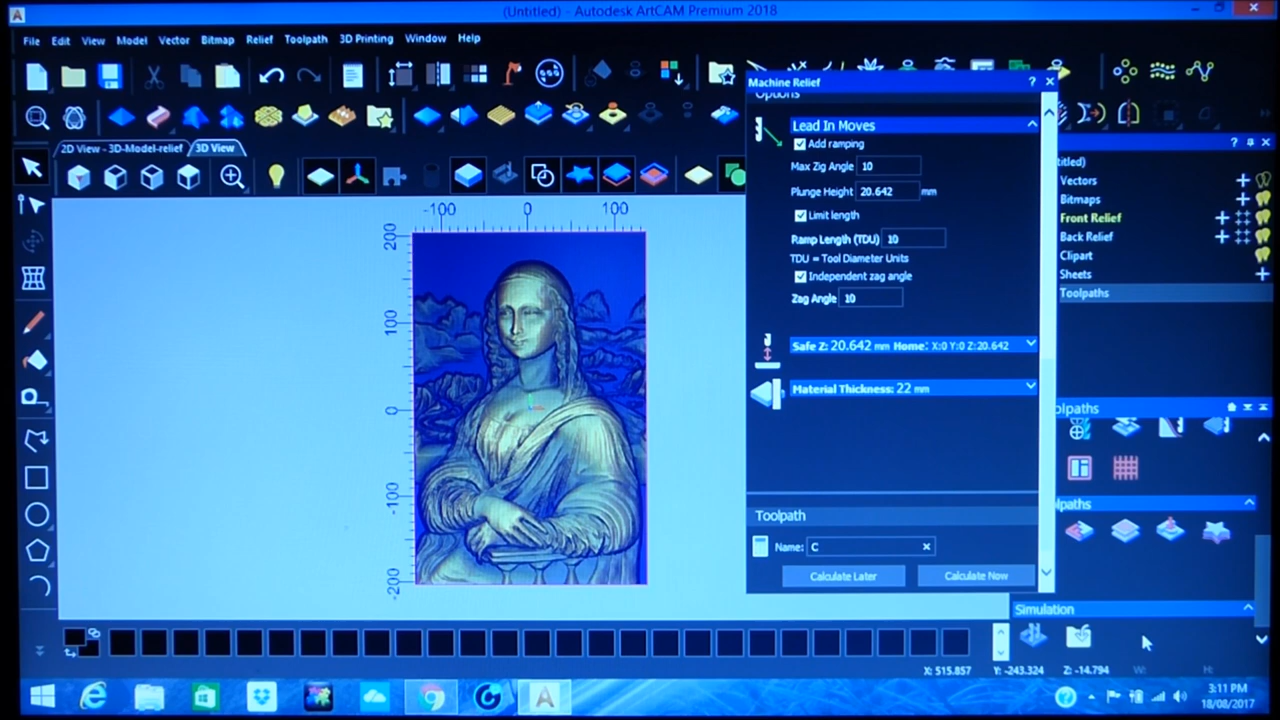 (Untitled) - Autodesk ArtCAM Premium 2018
File Edit View Model Vector Bitmap Relief Toolpath 3D Printing Window Help
Machine Relief
Options
Lead In Moves
Add ramping
Max Zig Angle 10
Plunge Height 20.642 mm
Limit length
Ramp Length (TDU) 10
TDU = Tool Diameter Units
Independent zag angle
Zag Angle 10
Safe Z: 20.642 mm Home: X:0 Y:0 Z:20.642
Material Thickness: 22 mm
Toolpath
Name: C
Calculate Later Calculate Now
2D View - 3D-Model-relief 3D View
-100 0 100
200
100
0
-100
-200
titled)
Vectors
Bitmaps
Front Relief
Back Relief
Clipart
Sheets
Toolpaths
olpaths
lpaths
Simulation
X: 515.857 Y: -243.324 Z: -14.794 W: H:
3:11 PM
18/08/2017